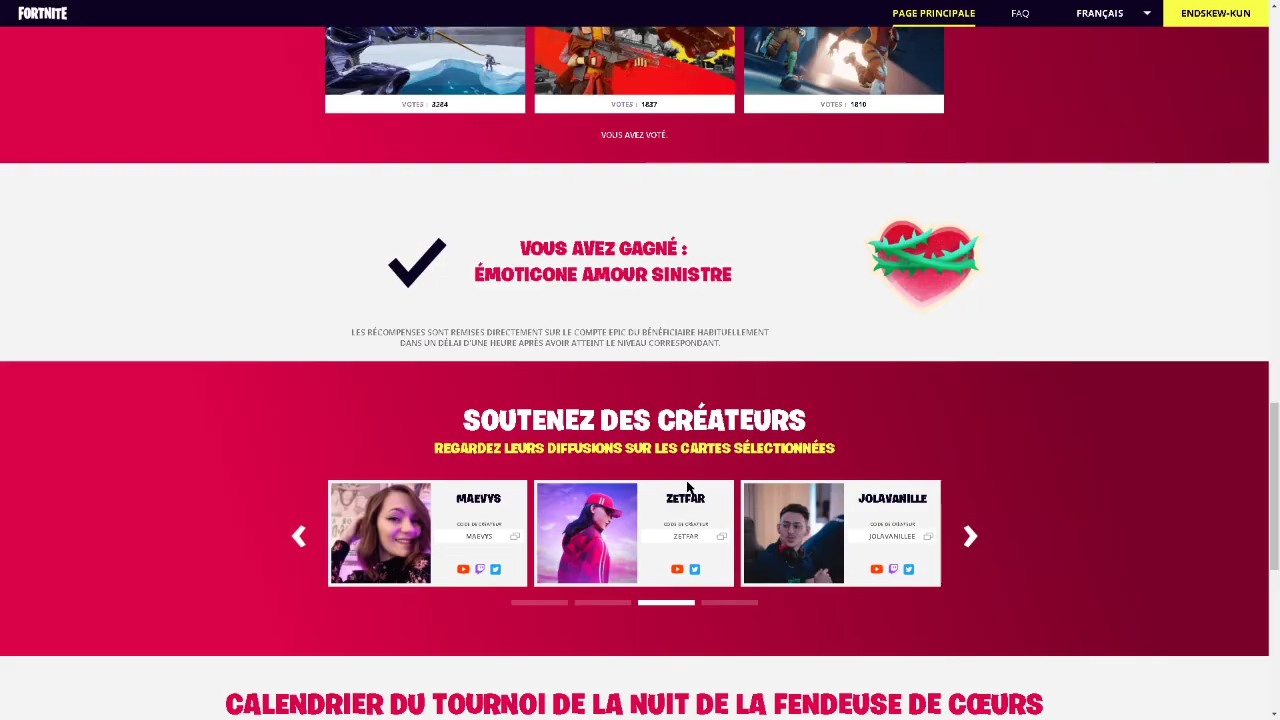 FORTNITE
PAGE PRINCIPALE
FAQ
FRANÇAIS
ENDSKEW-KUN
VOTES : 3384
VOTES : 1837
VOTES : 1810
VOUS AVEZ VOTÉ.
VOUS AVEZ GAGNÉ :
ÉMOTICONE AMOUR SINISTRE
LES RÉCOMPENSES SONT REMISES DIRECTEMENT SUR LE COMPTE EPIC DU BÉNÉFICIAIRE HABITUELLEMENT
DANS UN DÉLAI D'UNE HEURE APRÈS AVOIR ATTEINT LE NIVEAU CORRESPONDANT.
SOUTENEZ DES CRÉATEURS
REGARDEZ LEURS DIFFUSIONS SUR LES CARTES SÉLECTIONNÉES
MAEVYS
CODE DE CRÉATEUR
MAEVYS
ZETFAR
CODE DE CRÉATEUR
ZETFAR
JOLAVANILLE
CODE DE CRÉATEUR
JOLAVANILLEE
CALENDRIER DU TOURNOI DE LA NUIT DE LA FENDEUSE DE CŒURS